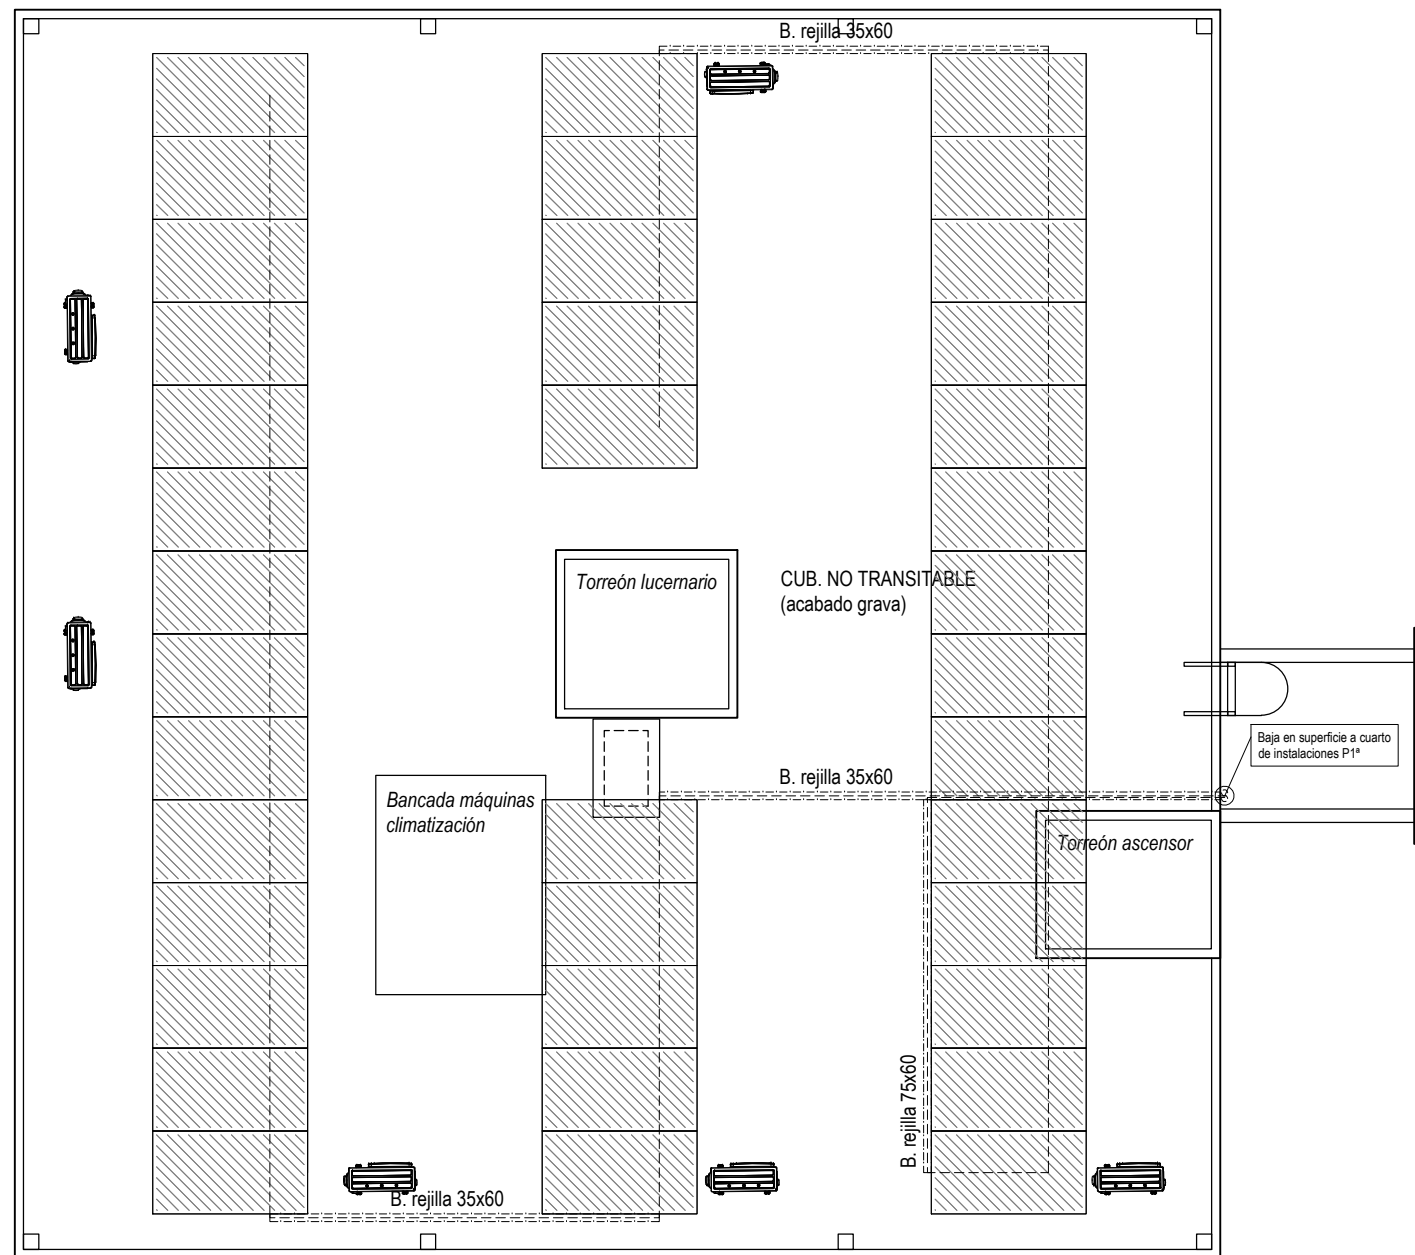 B. rejilla 35x60
Torreón lucernario
CUB. NO TRANSITABLE
(acabado grava)
Baja en superficie a cuarto
de instalaciones P1ª
B. rejilla 35x60
Bancada máquinas
climatización
Torreón ascensor
B. rejilla 75x60
B. rejilla 35x60